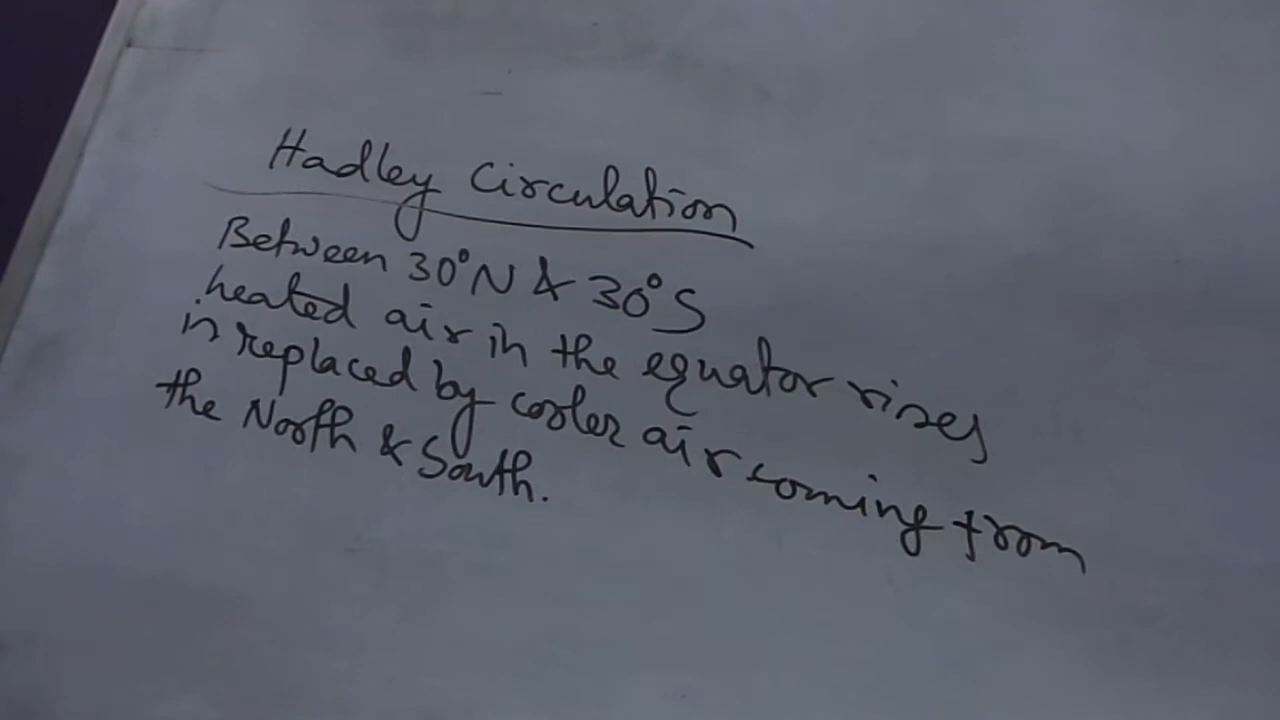 Hadley Circulation
Between 30°N & 30°S
heated air in the equator rises
is replaced by cooler air coming from
the North & South.